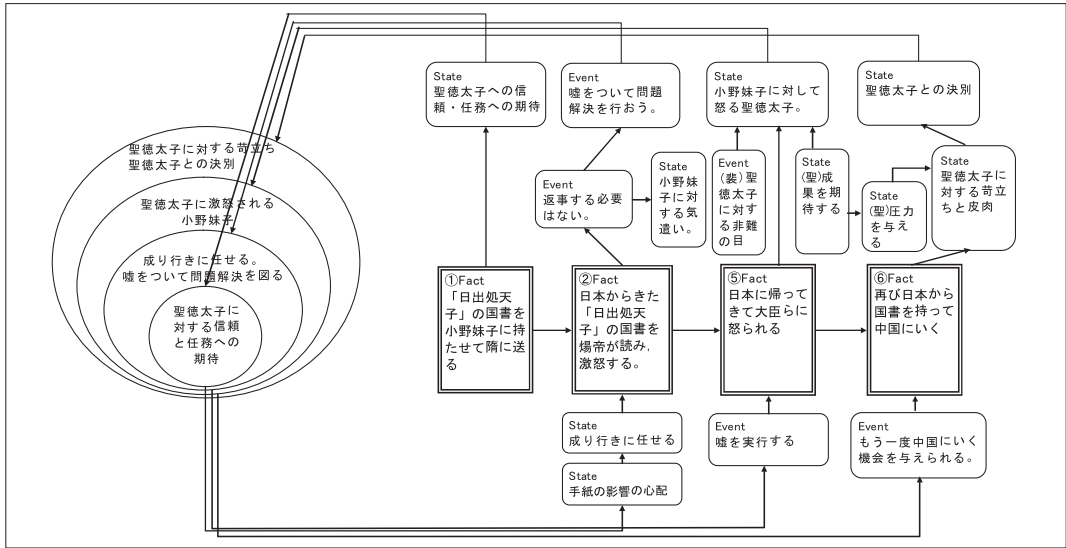 State
聖徳太子への信
頼・任務への期待
Event
嘘をついて問題
解決を行おう。
State
小野妹子に対して
怒る聖徳太子。
State
聖徳太子との決別
聖徳太子に対する苛立ち
聖徳太子との決別
聖徳太子に激怒される
小野妹子
成り行きに任せる。
嘘をついて問題解決を図る
聖徳太子に
対する信頼
と任務への
期待
Event
返事する必要
はない。
State
小野妹
子に対
する気
遣い。
Event
(裴)聖
徳太子
に対す
る非難
の目
State
(聖)成
果を期
待する
State
(聖)圧力
を与え
る
State
聖徳太子に
対する苛立
ちと皮肉
①Fact
「日出処天
子」の国書を
小野妹子に持
たせて隋に送
る
②Fact
日本からきた
「日出処天
子」の国書を
煬帝が読み,
激怒する。
⑤Fact
日本に帰って
きて大臣らに
怒られる
⑥Fact
再び日本から
国書を持って
中国にいく
State
成り行きに任せる
State
手紙の影響の心配
Event
嘘を実行する
Event
もう一度中国にいく
機会を与えられる。